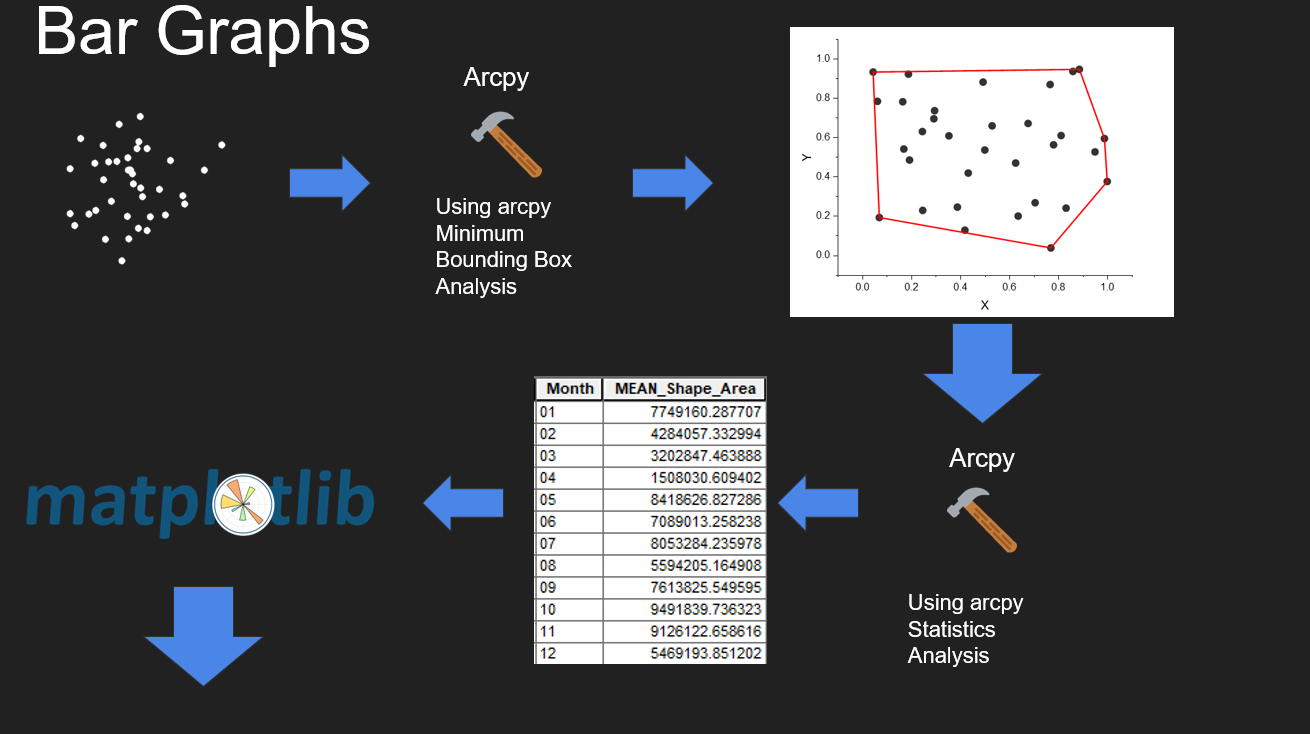 Bar Graphs
Arcpy
Using arcpy
Minimum
Bounding Box
Analysis
1.0
0.8
0.6
0.4
0.2
0.0
Y
0.0 0.2 0.4 0.6 0.8 1.0
X
Arcpy
Using arcpy
Statistics
Analysis
Month MEAN_Shape_Area
01 7749160.287707
02 4284057.332994
03 3202847.463888
04 1508030.609402
05 8418626.827286
06 7089013.258238
07 8053284.235978
08 5594205.164908
09 7613825.549595
10 9491839.736323
11 9126122.658616
12 5469193.851202
matplotlib